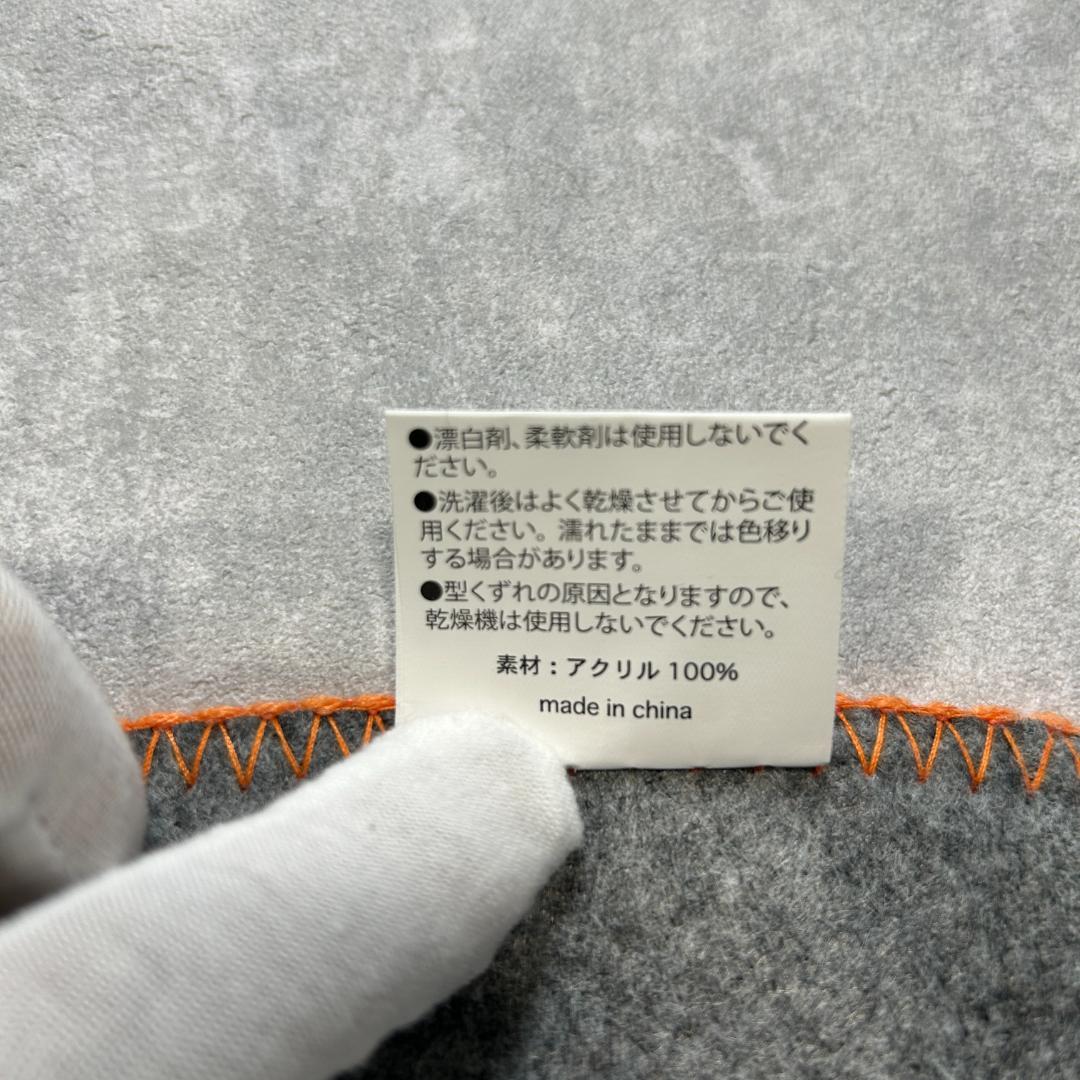 ●漂白剤、柔軟剤は使用しないでく
ださい。
●洗濯後はよく乾燥させてからご使
用ください。濡れたままでは色移り
する場合があります。
●型くずれの原因となりますので、
乾燥機は使用しないでください。
素材：アクリル 100%
made in china